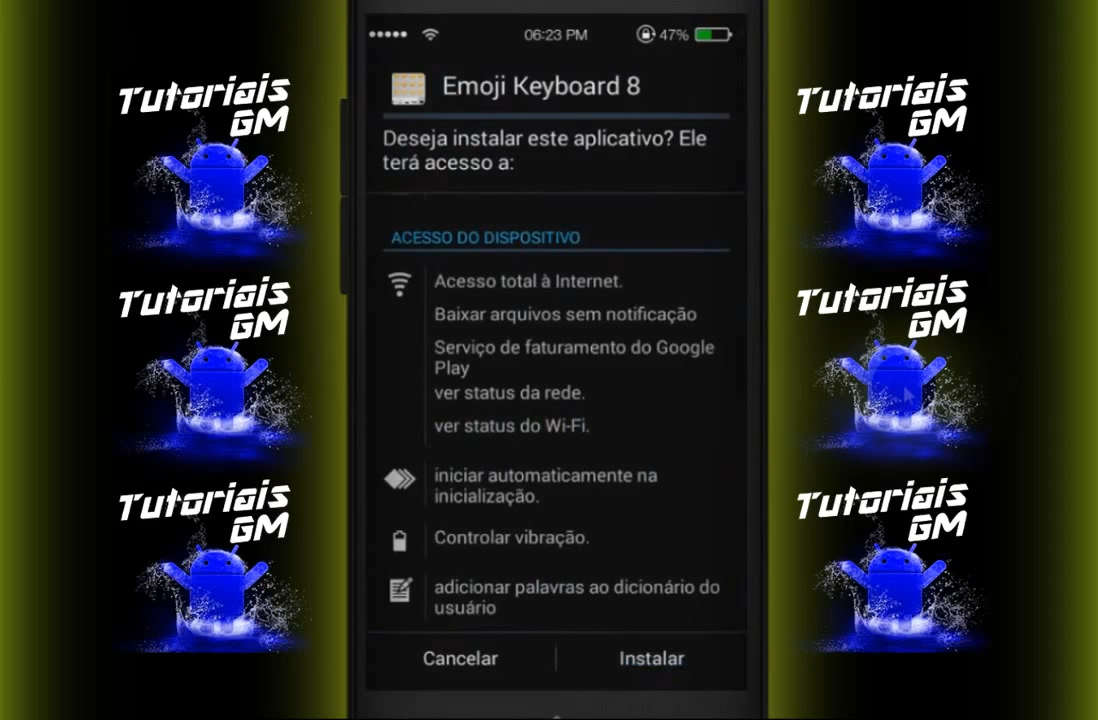 06:23 PM
47%
Emoji Keyboard 8
Deseja instalar este aplicativo? Ele
terá acesso a:
ACESSO DO DISPOSITIVO
Acesso total à Internet.
Baixar arquivos sem notificação
Serviço de faturamento do Google
Play
ver status da rede.
ver status do Wi-Fi.
iniciar automaticamente na
inicialização.
Controlar vibração.
adicionar palavras ao dicionário do
usuário
Cancelar
Instalar
Tutoriais
GM
Tutoriais
GM
Tutoriais
GM
Tutoriais
GM
Tutoriais
GM
Tutoriais
GM